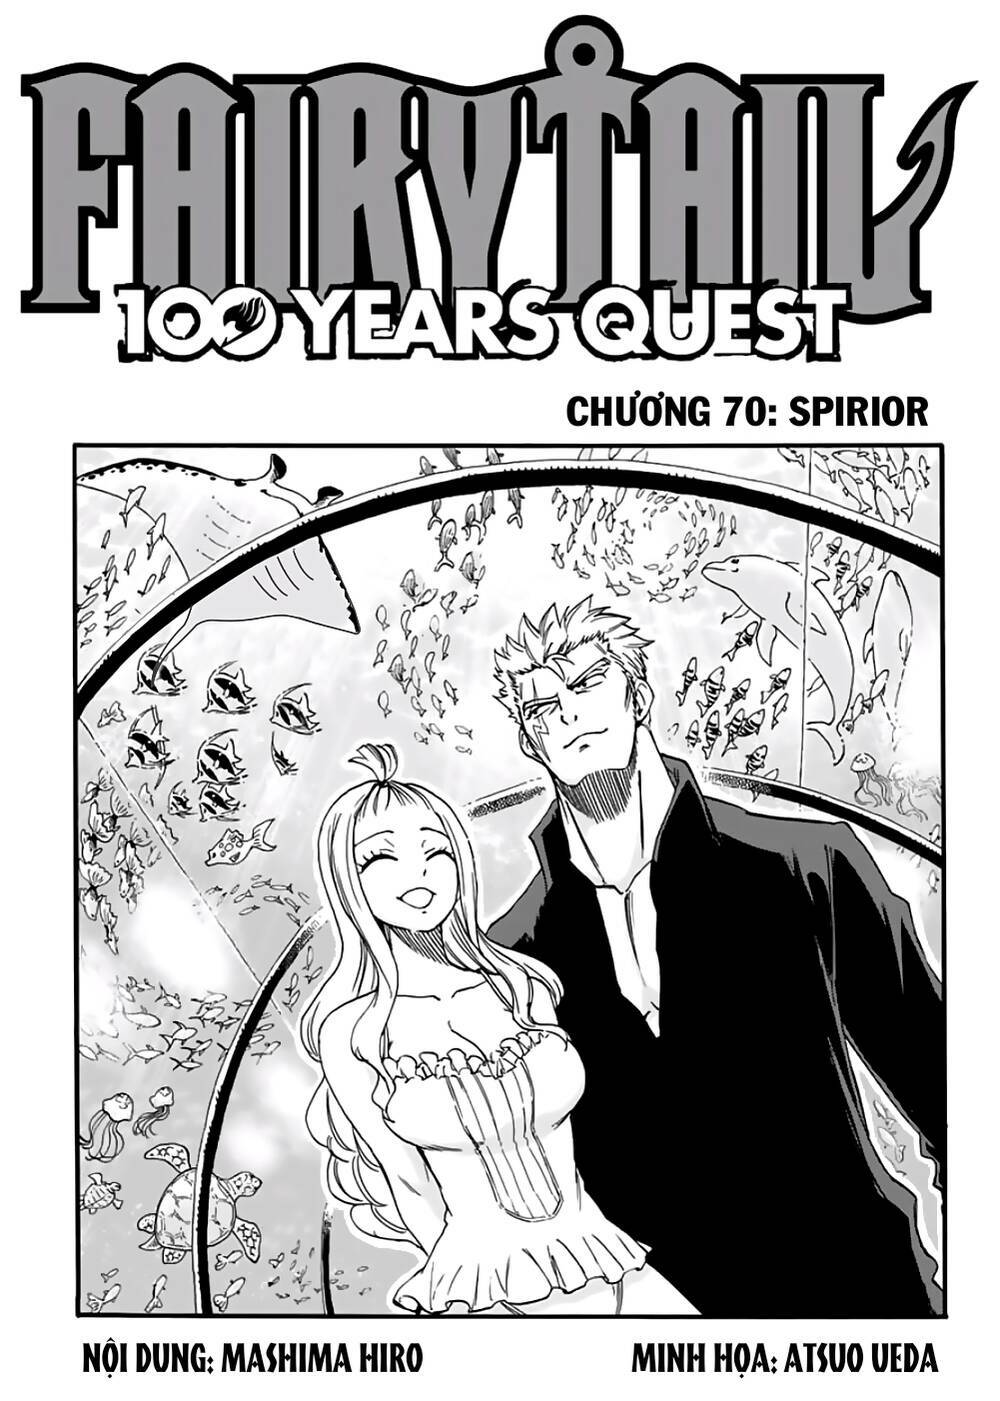 FAIRY TAIL
100 YEARS QUEST
CHƯƠNG 70: SPIRIOR
NỘI DUNG: MASHIMA HIRO
MINH HỌA: ATSUO UEDA